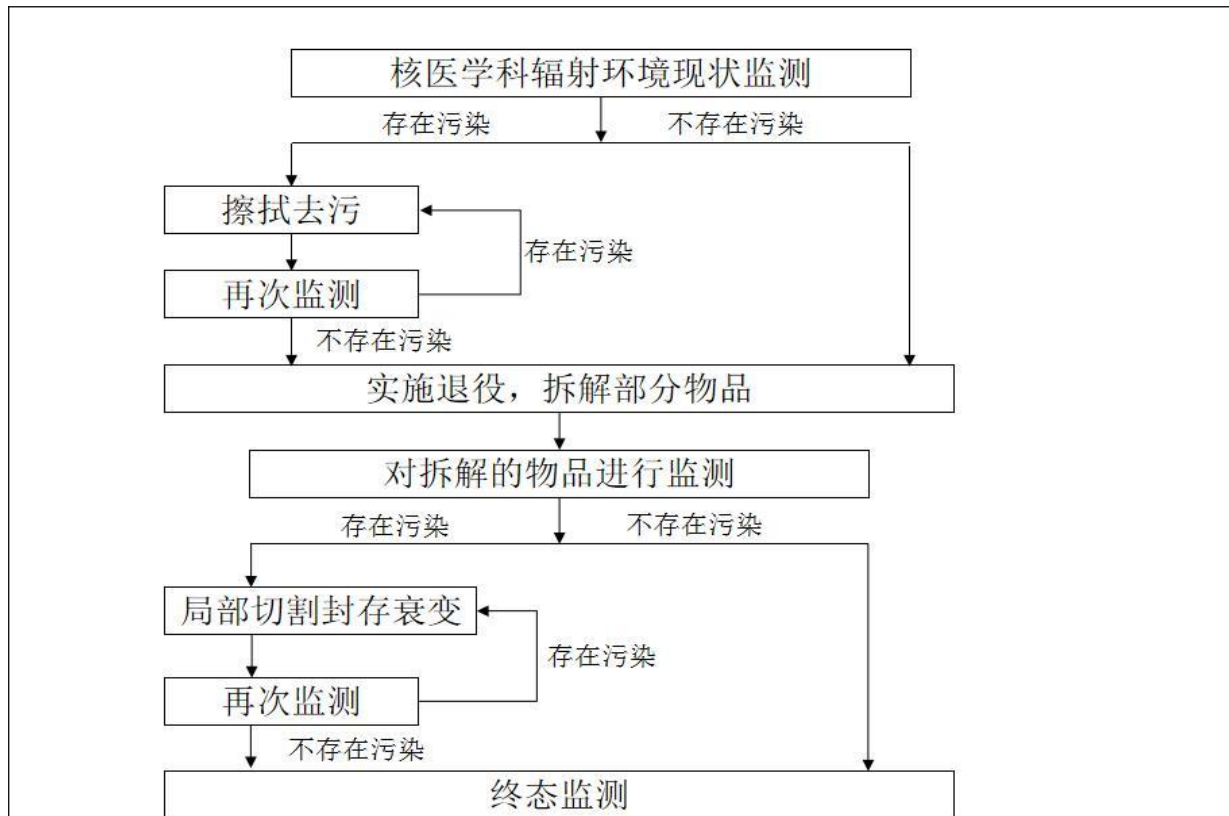 核医学科辐射环境现状监测
存在污染
不存在污染
擦拭去污
存在污染
再次监测
不存在污染
实施退役，拆解部分物品
对拆解的物品进行监测
存在污染
不存在污染
局部切割封存衰变
存在污染
再次监测
不存在污染
终态监测